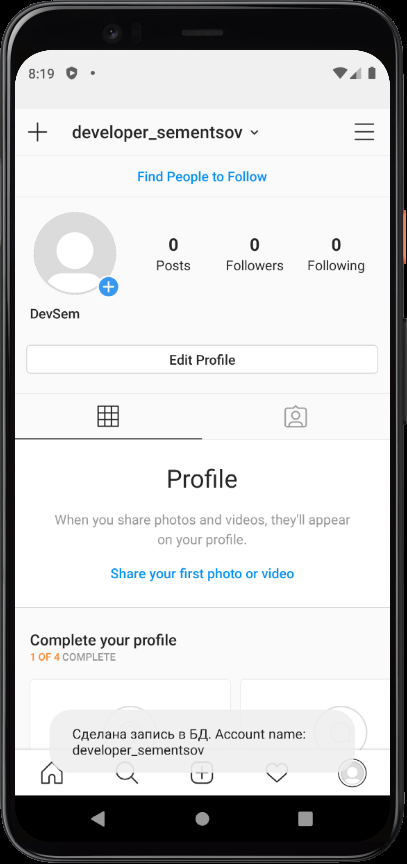 8:19
developer_sementsov
Find People to Follow
0 0 0
Posts Followers Following
DevSem
Edit Profile
Profile
When you share photos and videos, they'll appear
on your profile.
Share your first photo or video
Complete your profile
1 OF 4 COMPLETE
Сделана запись в БД. Account name:
developer_sementsov